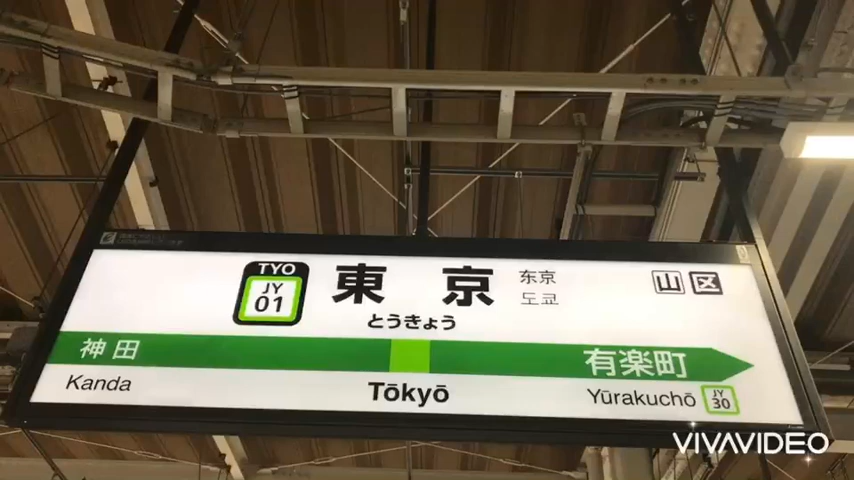 TYO
JY
01
東京
とうきょう
东京
도쿄
山 区
神田
有楽町
Kanda
Tōkyō
Yūrakuchō
JY
30
VIVAVIDEO